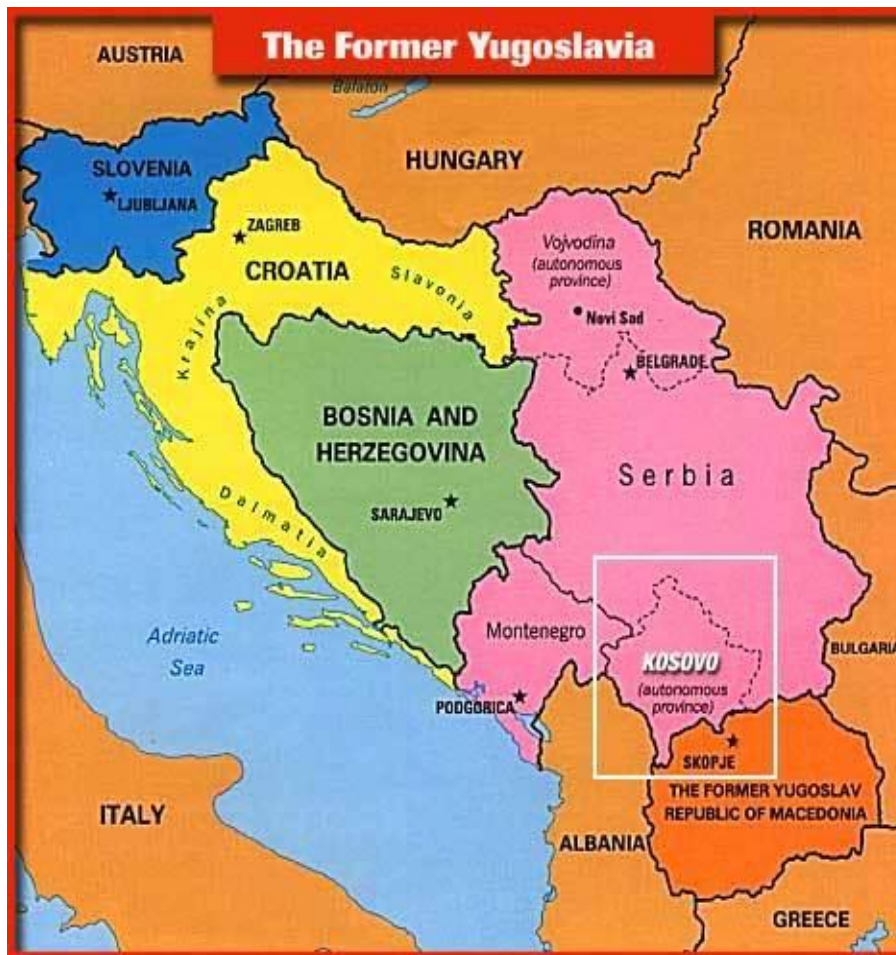 The Former Yugoslavia
AUSTRIA
Balaton
HUNGARY
SLOVENIA
LJUBLJANA
ZAGREB
CROATIA
Slavonia
Krajina
ROMANIA
Vojvodina
(autonomous
province)
Novi Sad
BELGRADE
BOSNIA AND
HERZEGOVINA
SARAJEVO
Serbia
Dalmatia
Adriatic
Sea
Montenegro
PODGORICA
KOSOVO
(autonomous
province)
BULGARIA
SKOPJE
THE FORMER YUGOSLAV
REPUBLIC OF MACEDONIA
ITALY
ALBANIA
GREECE